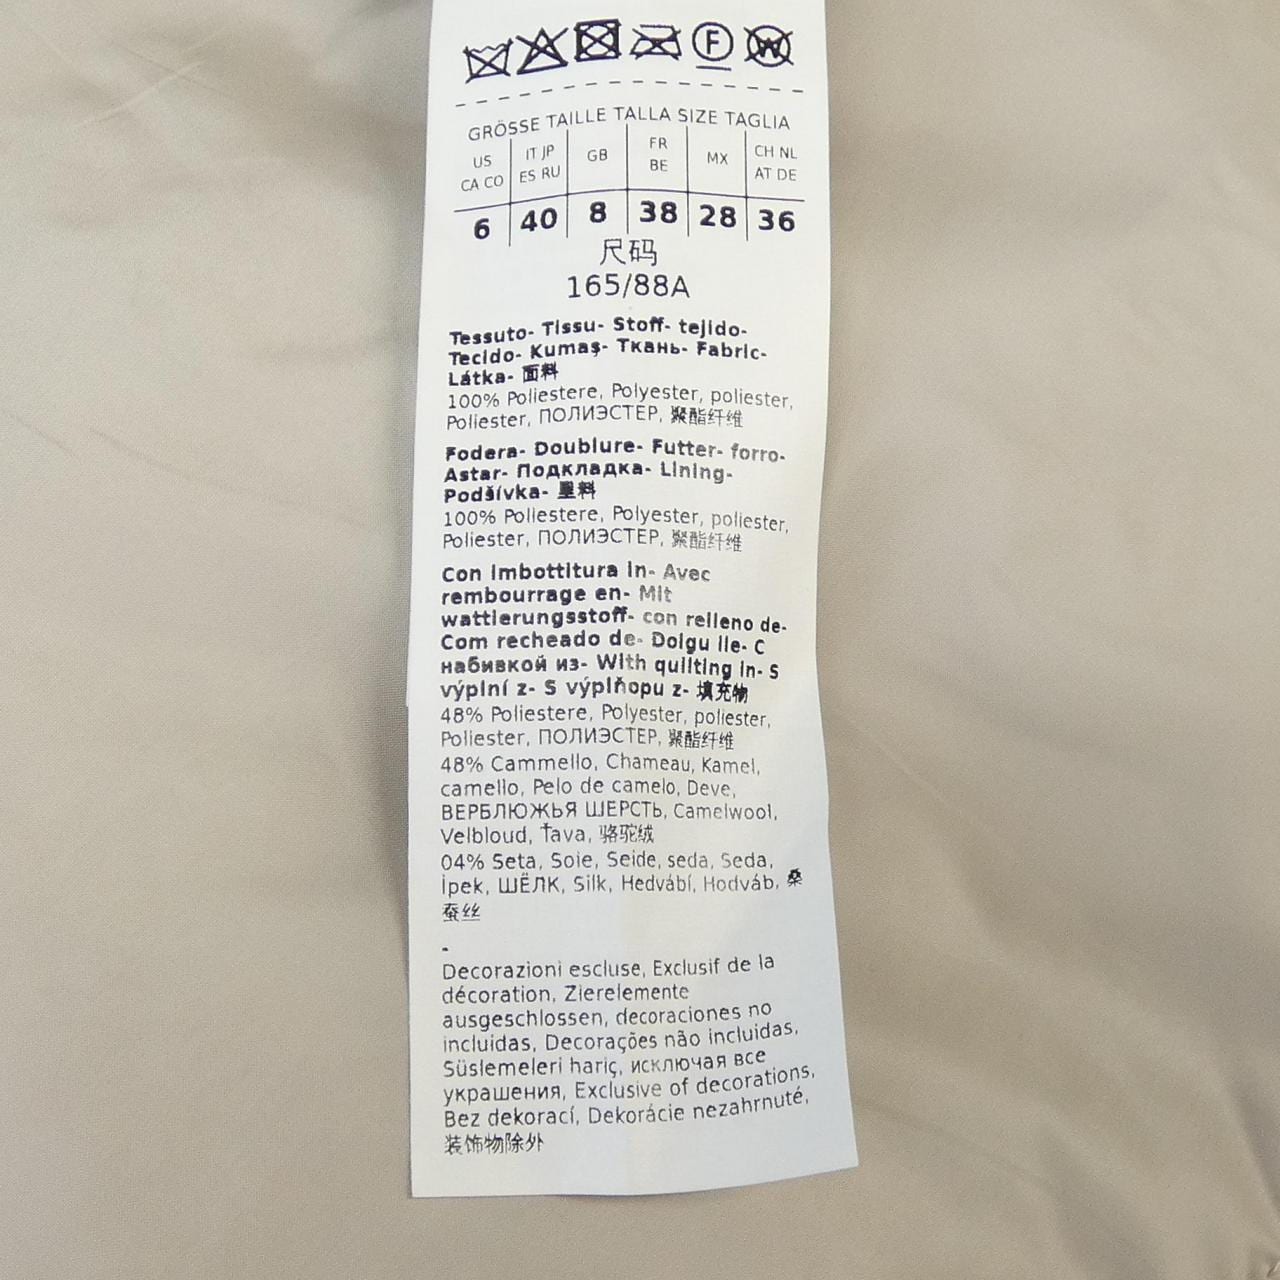 F W
GRÖSSE TAILLE TALLA SIZE TAGLIA
US IT JP GB FR MX CH NL
CA CO ES RU BE AT DE
6 40 8 38 28 36
尺码
165/88A
Tessuto- Tissu- Stoff- tejido-
Tecido- Kumaş- Ткань- Fabric-
Látka- 面料
100% Poliestere, Polyester, poliester,
Poliester, ПОЛИЭСТЕР, 聚酯纤维
Fodera- Doublure- Futter- forro-
Astar- Подкладка- Lining-
Podšívka- 里料
100% Poliestere, Polyester, poliester,
Poliester, ПОЛИЭСТЕР, 聚酯纤维
Con imbottitura in- Avec
rembourrage en- Mit
wattierungsstoff- con relleno de-
Com recheado de- Dolgu ile- С
набивкой из- With quilting in- S
výplní z- S výplňopu z- 填充物
48% Poliestere, Polyester, poliester,
Poliester, ПОЛИЭСТЕР, 聚酯纤维
48% Cammello, Chameau, Kamel,
camello, Pelo de camelo, Deve,
ВЕРБЛЮЖЬЯ ШЕРСТЬ, Camelwool,
Velbloud, Ťava, 骆驼绒
04% Seta, Soie, Seide, seda, Seda,
İpek, ШЁЛК, Silk, Hedvábí, Hodváb, 桑
蚕丝
-
Decorazioni escluse, Exclusif de la
décoration, Zierelemente
ausgeschlossen, decoraciones no
incluidas, Decorações não incluidas,
Süslemeleri hariç, исключая все
украшения, Exclusive of decorations,
Bez dekorací, Dekorácie nezahrnuté,
装饰物除外